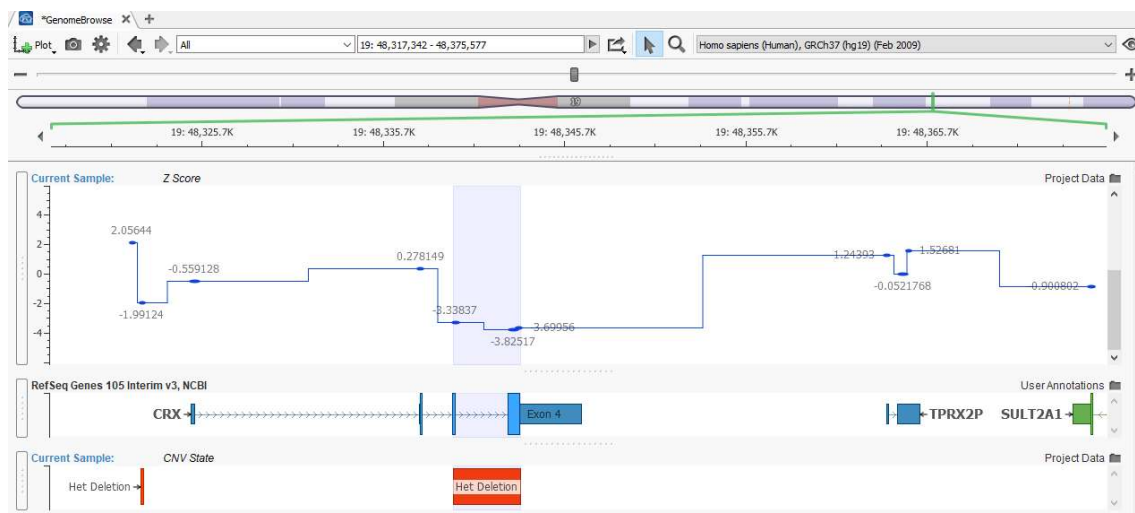 *GenomeBrowse
Plot
All
19: 48,317,342 - 48,375,577
Homo sapiens (Human), GRCh37 (hg19) (Feb 2009)
19
19: 48,325.7K 19: 48,335.7K 19: 48,345.7K 19: 48,355.7K 19: 48,365.7K
Current Sample: Z Score Project Data
4
2
0
-2
-4
2.05644
-1.99124
-0.559128
0.278149
-3.33837
-3.82517
-3.69956
1.24393
-0.0521768
1.52681
-0.900802
RefSeq Genes 105 Interim v3, NCBI User Annotations
CRX Exon 4 TPRX2P SULT2A1
Current Sample: CNV State Project Data
Het Deletion Het Deletion